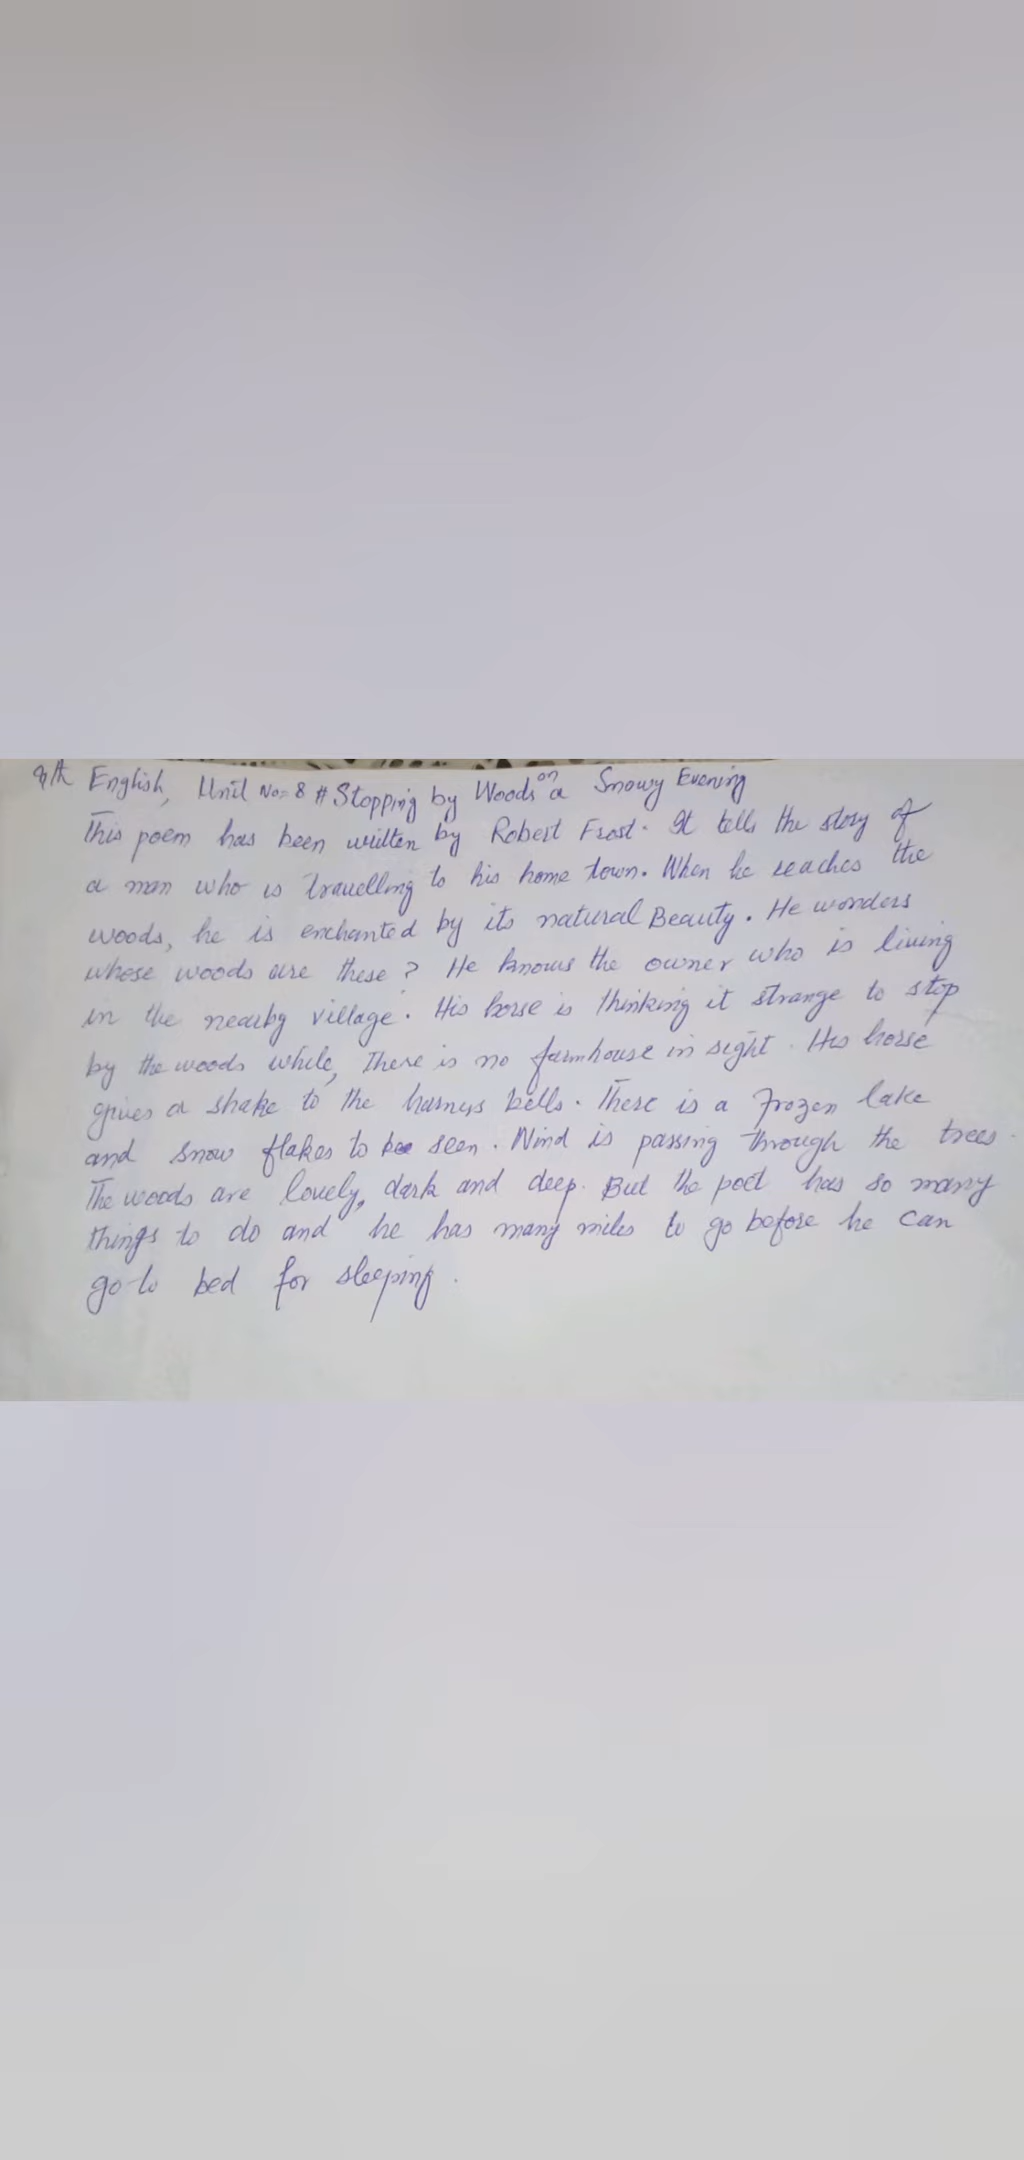 9th English, Unit No= 8 # Stopping by Woods on a Snowy Evening
This poem has been written by Robert Frost. It tells the story of
a man who is travelling to his home town. When he reaches the
woods, he is enchanted by its natural Beauty. He wonders
whose woods are these? He knows the owner who is living
in the nearby village. His horse is thinking it strange to stop
by the woods while, There is no farmhouse in sight. His horse
gives a shake to the harness bells. There is a frozen lake
and snow flakes to be seen. Wind is passing through the trees.
The woods are lovely, dark and deep. But the poet has so many
things to do and he has many miles to go before he can
go to bed for sleeping.